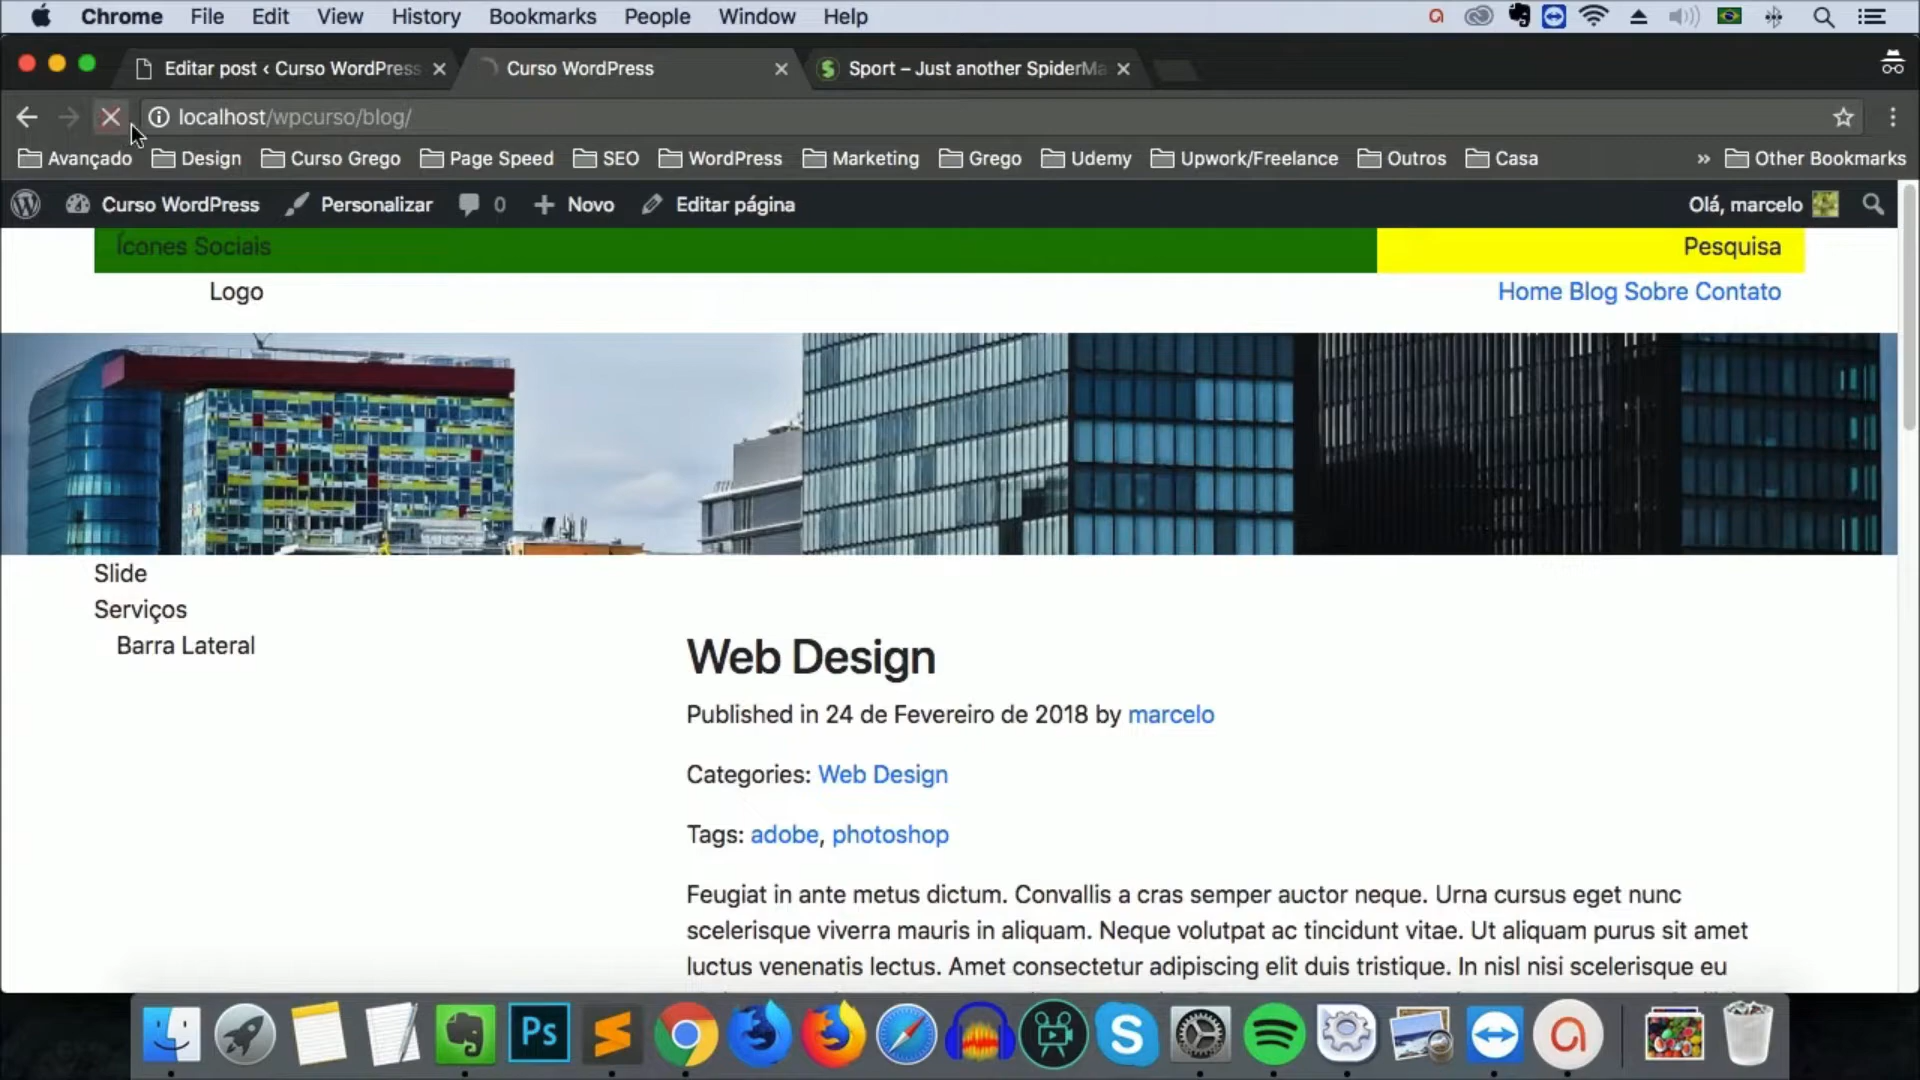 Chrome File Edit View History Bookmarks People Window Help
Editar post ‹ Curso WordPress
Curso WordPress
Sport – Just another SpiderMa
localhost/wpcurso/blog/
Avançado Design Curso Grego Page Speed SEO WordPress Marketing Grego Udemy Upwork/Freelance Outros Casa » Other Bookmarks
Curso WordPress Personalizar 0 Novo Editar página Olá, marcelo
Ícones Sociais Pesquisa
Logo Home Blog Sobre Contato
Slide
Serviços
Barra Lateral
Web Design
Published in 24 de Fevereiro de 2018 by marcelo
Categories: Web Design
Tags: adobe, photoshop
Feugiat in ante metus dictum. Convallis a cras semper auctor neque. Urna cursus eget nunc
scelerisque viverra mauris in aliquam. Neque volutpat ac tincidunt vitae. Ut aliquam purus sit amet
luctus venenatis lectus. Amet consectetur adipiscing elit duis tristique. In nisl nisi scelerisque eu
Ps